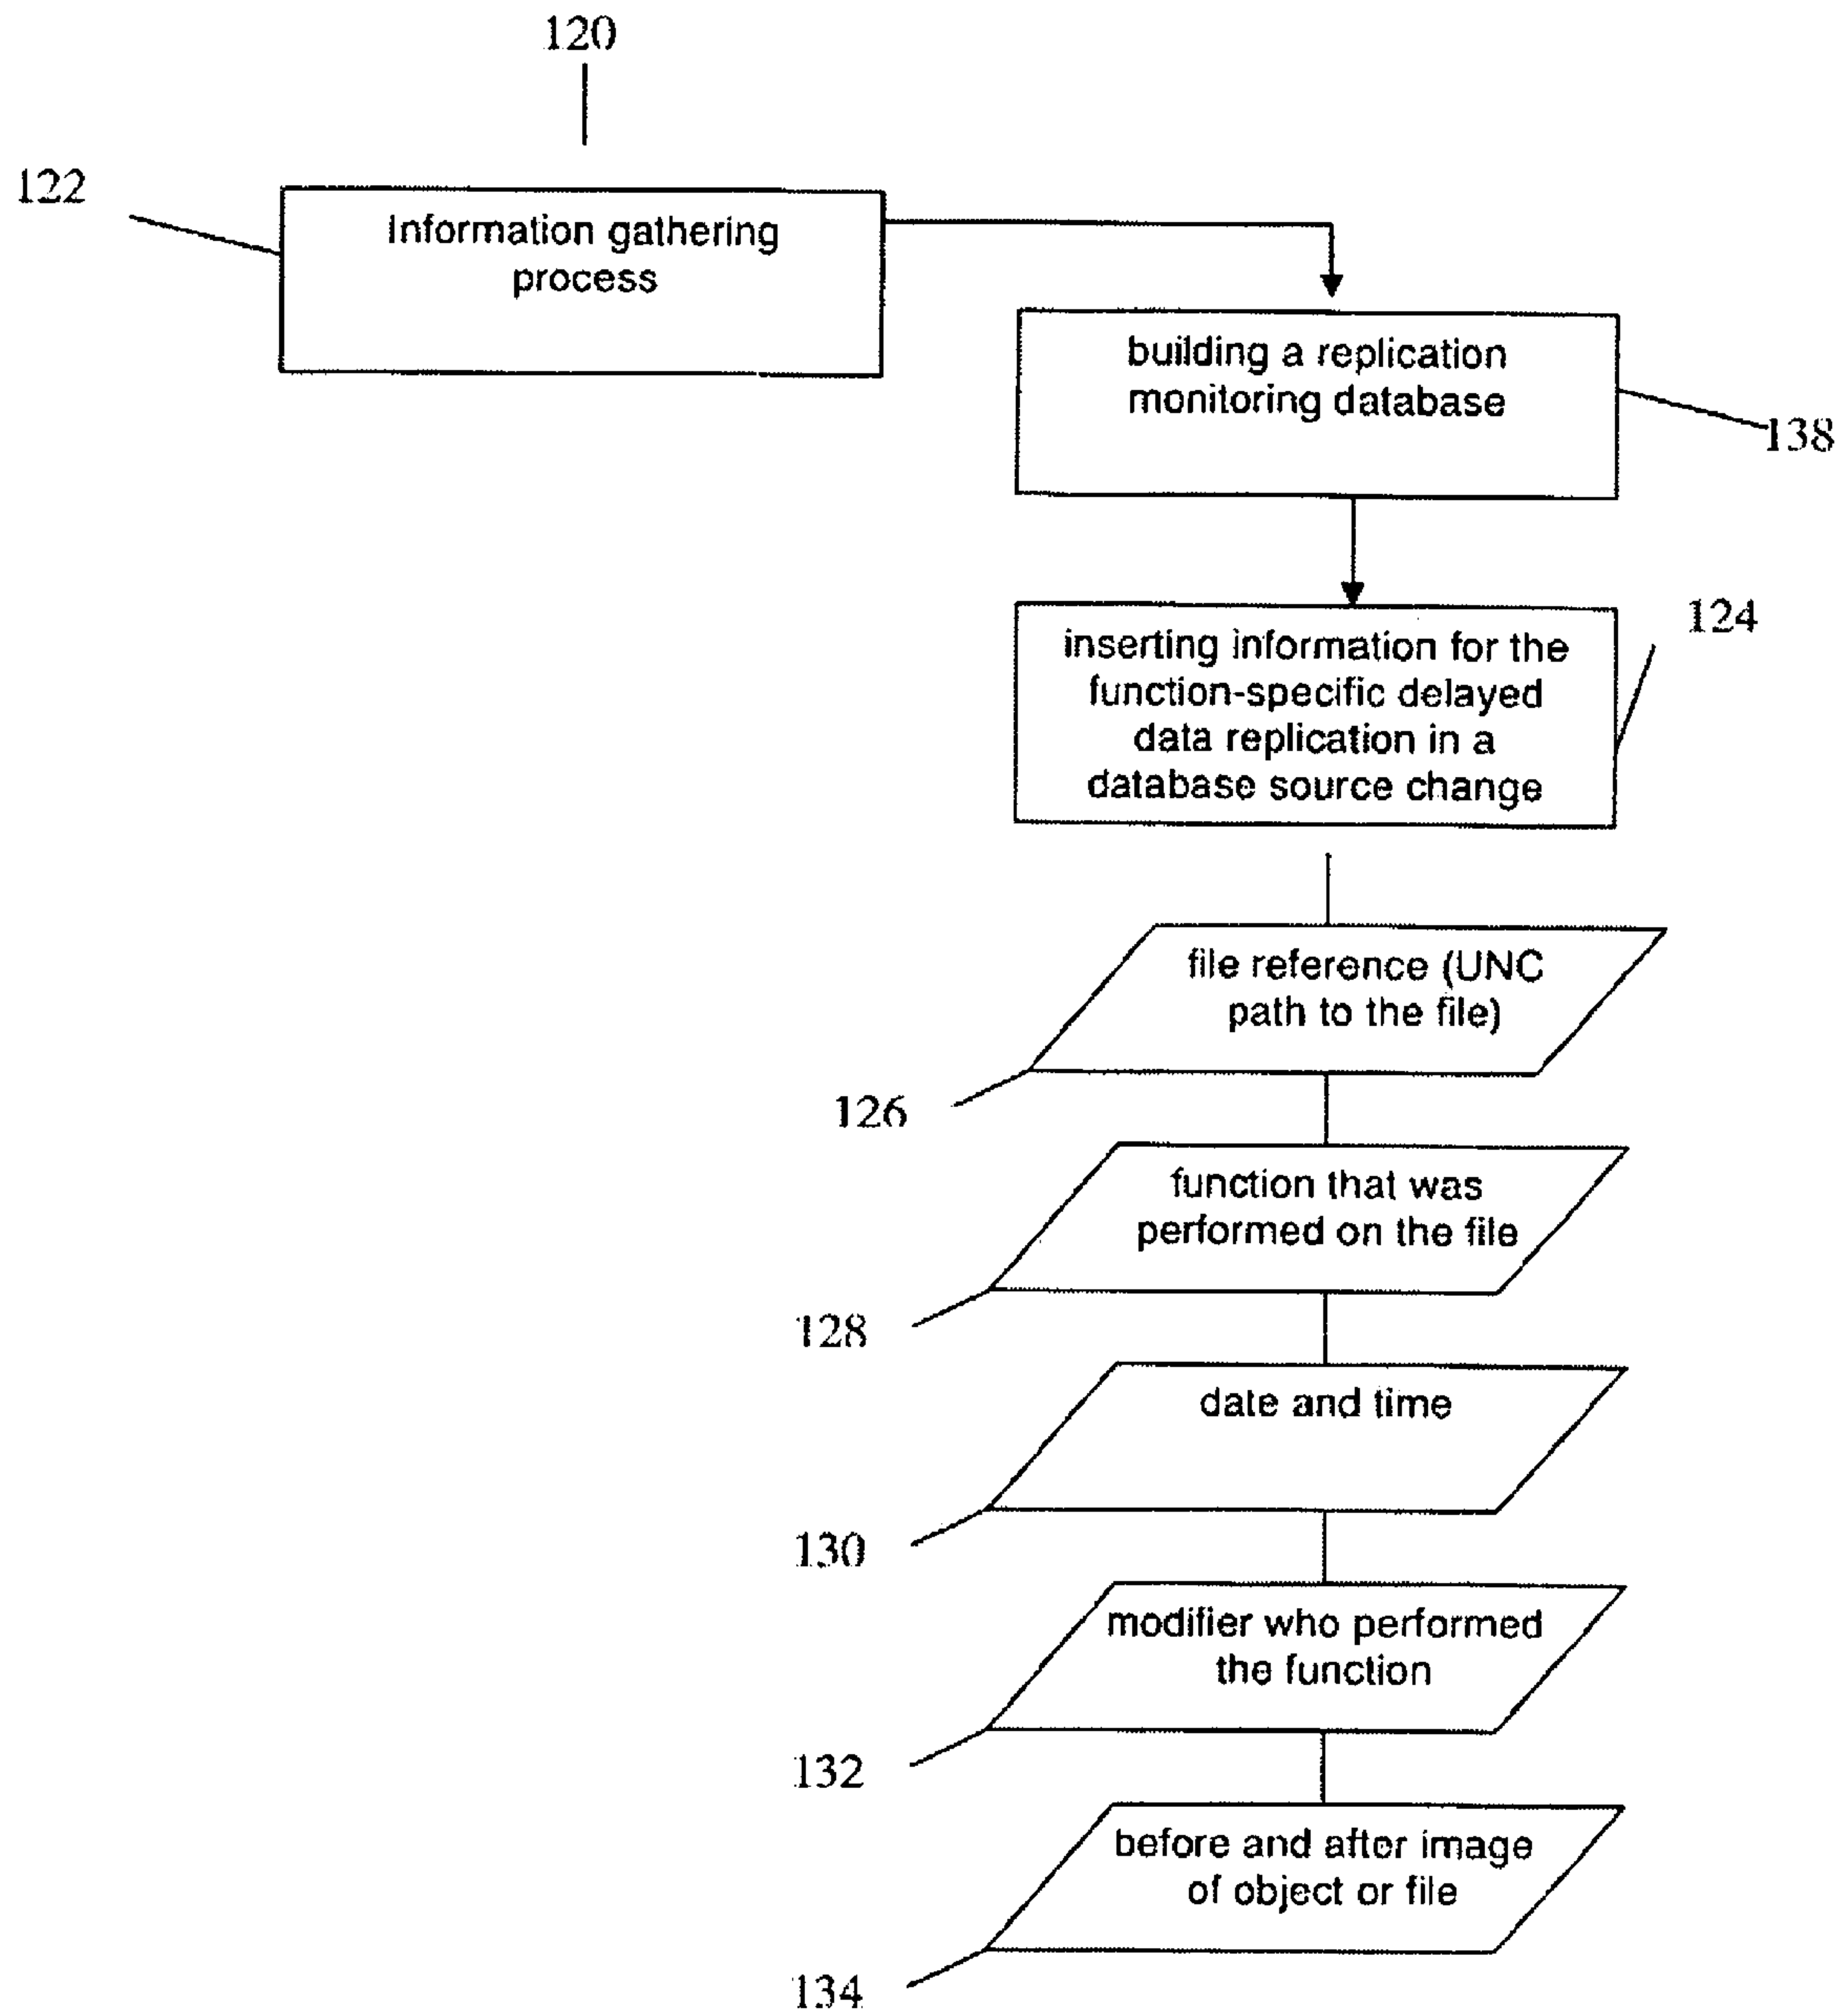 120
122
Information gathering
process
building a replication
monitoring database
138
124
inserting information for the
function-specific delayed
data replication in a
database source change
file reference (UNC
path to the file)
126
function that was
performed on the file
128
date and time
130
modifier who performed
the function
132
before and after image
of object or file
134